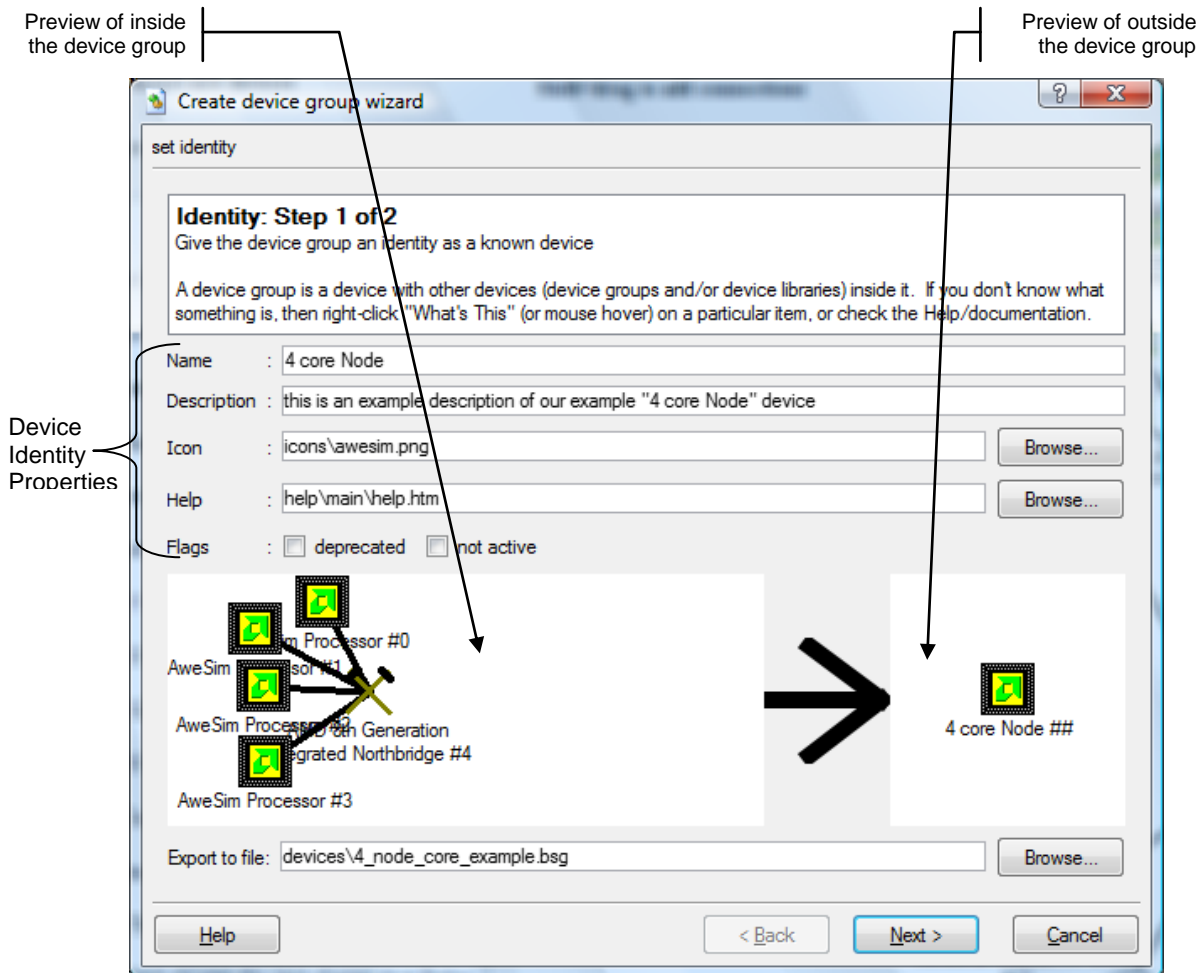 Preview of inside
the device group
Preview of outside
the device group
Create device group wizard
set identity
Identity: Step 1 of 2
Give the device group an identity as a known device
A device group is a device with other devices (device groups and/or device libraries) inside it. If you don't know what
something is, then right-click "What's This" (or mouse hover) on a particular item, or check the Help/documentation.
Device
Identity
Properties
Name : 4 core Node
Description : this is an example description of our example "4 core Node" device
Icon : icons\awesim.png Browse...
Help : help\main\help.htm Browse...
Flags : deprecated not active
Processor #0
AweSim #1
AweSim Processor #2
Generation
Northbridge #4
AweSim Processor #3
4 core Node ##
Export to file: devices\4_node_core_example.bsg Browse...
Help < Back Next > Cancel